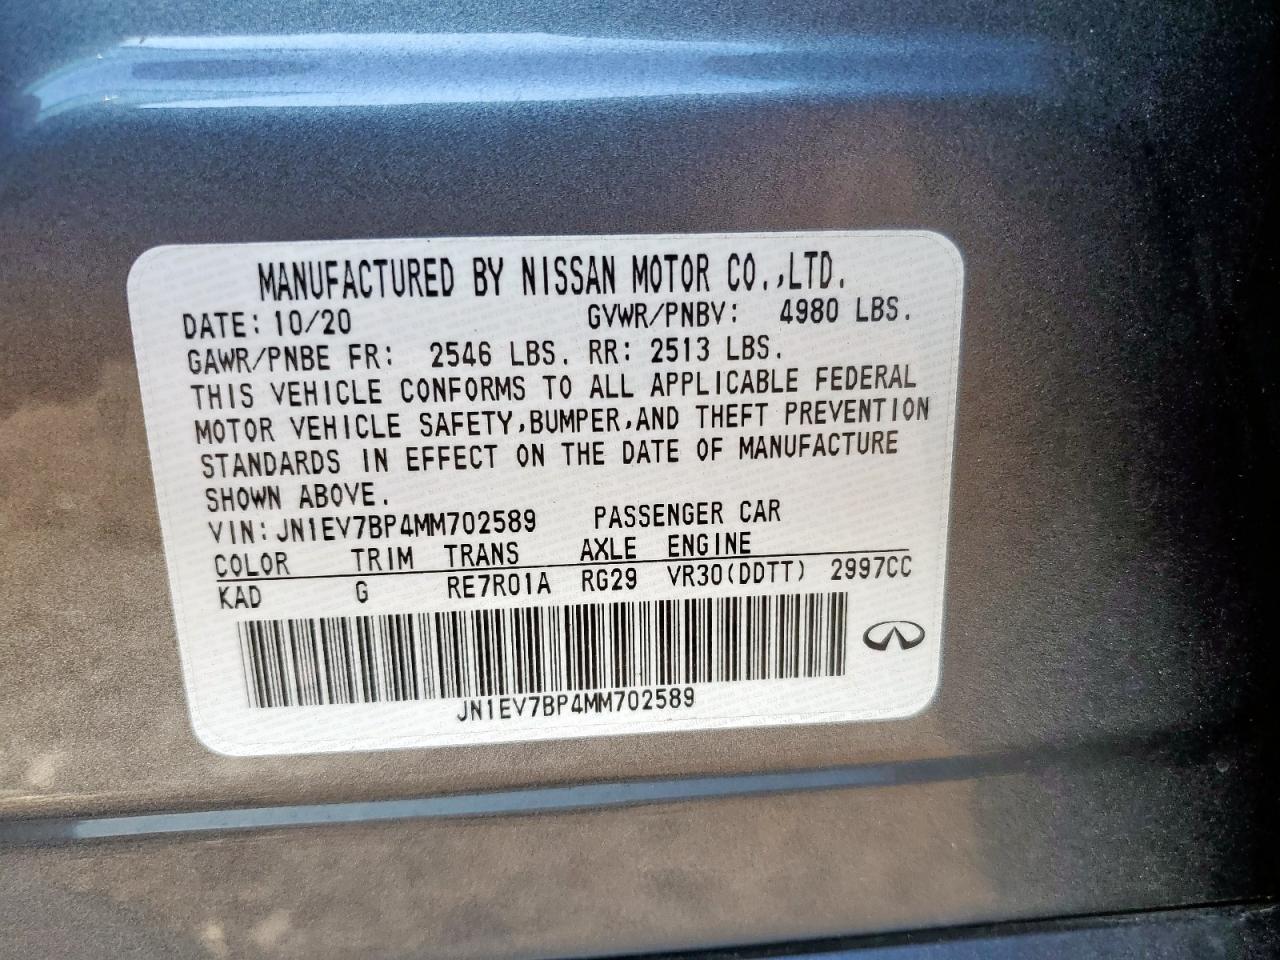 MANUFACTURED BY NISSAN MOTOR CO.,LTD.
DATE: 10/20 GVWR/PNBV: 4980 LBS.
GAWR/PNBE FR: 2546 LBS. RR: 2513 LBS.
THIS VEHICLE CONFORMS TO ALL APPLICABLE FEDERAL
MOTOR VEHICLE SAFETY,BUMPER,AND THEFT PREVENTION
STANDARDS IN EFFECT ON THE DATE OF MANUFACTURE
SHOWN ABOVE.
VIN:JN1EV7BP4MM702589 PASSENGER CAR
COLOR TRIM TRANS AXLE ENGINE
KAD G RE7R01A RG29 VR30(DDTT) 2997CC
JN1EV7BP4MM702589